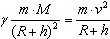 γ m·M / (R+h)² = m·v² / R+h